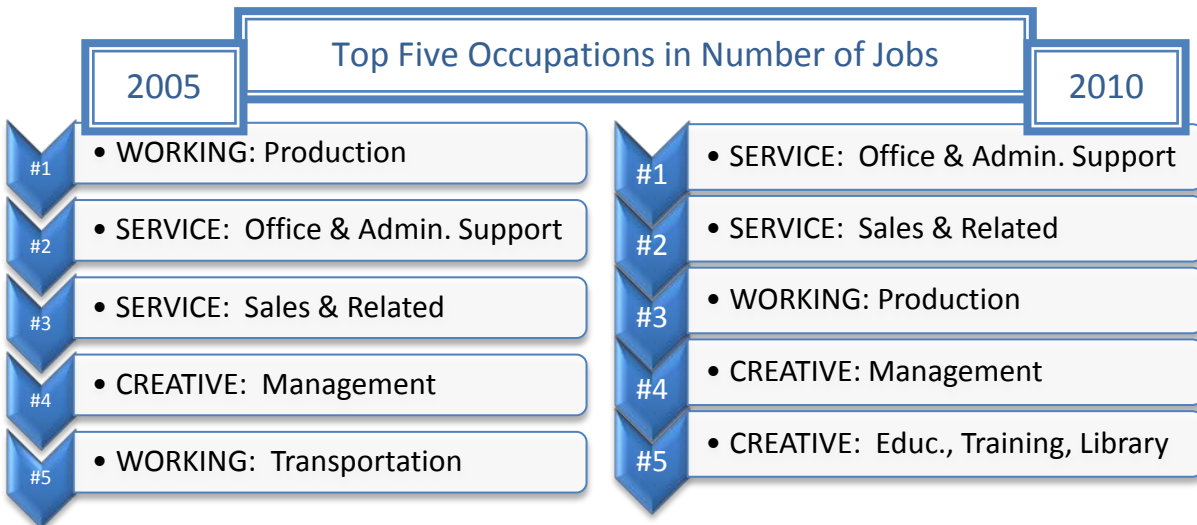 Top Five Occupations in Number of Jobs
2005
#1 • WORKING: Production
#2 • SERVICE: Office & Admin. Support
#3 • SERVICE: Sales & Related
#4 • CREATIVE: Management
#5 • WORKING: Transportation
2010
#1 • SERVICE: Office & Admin. Support
#2 • SERVICE: Sales & Related
#3 • WORKING: Production
#4 • CREATIVE: Management
#5 • CREATIVE: Educ., Training, Library